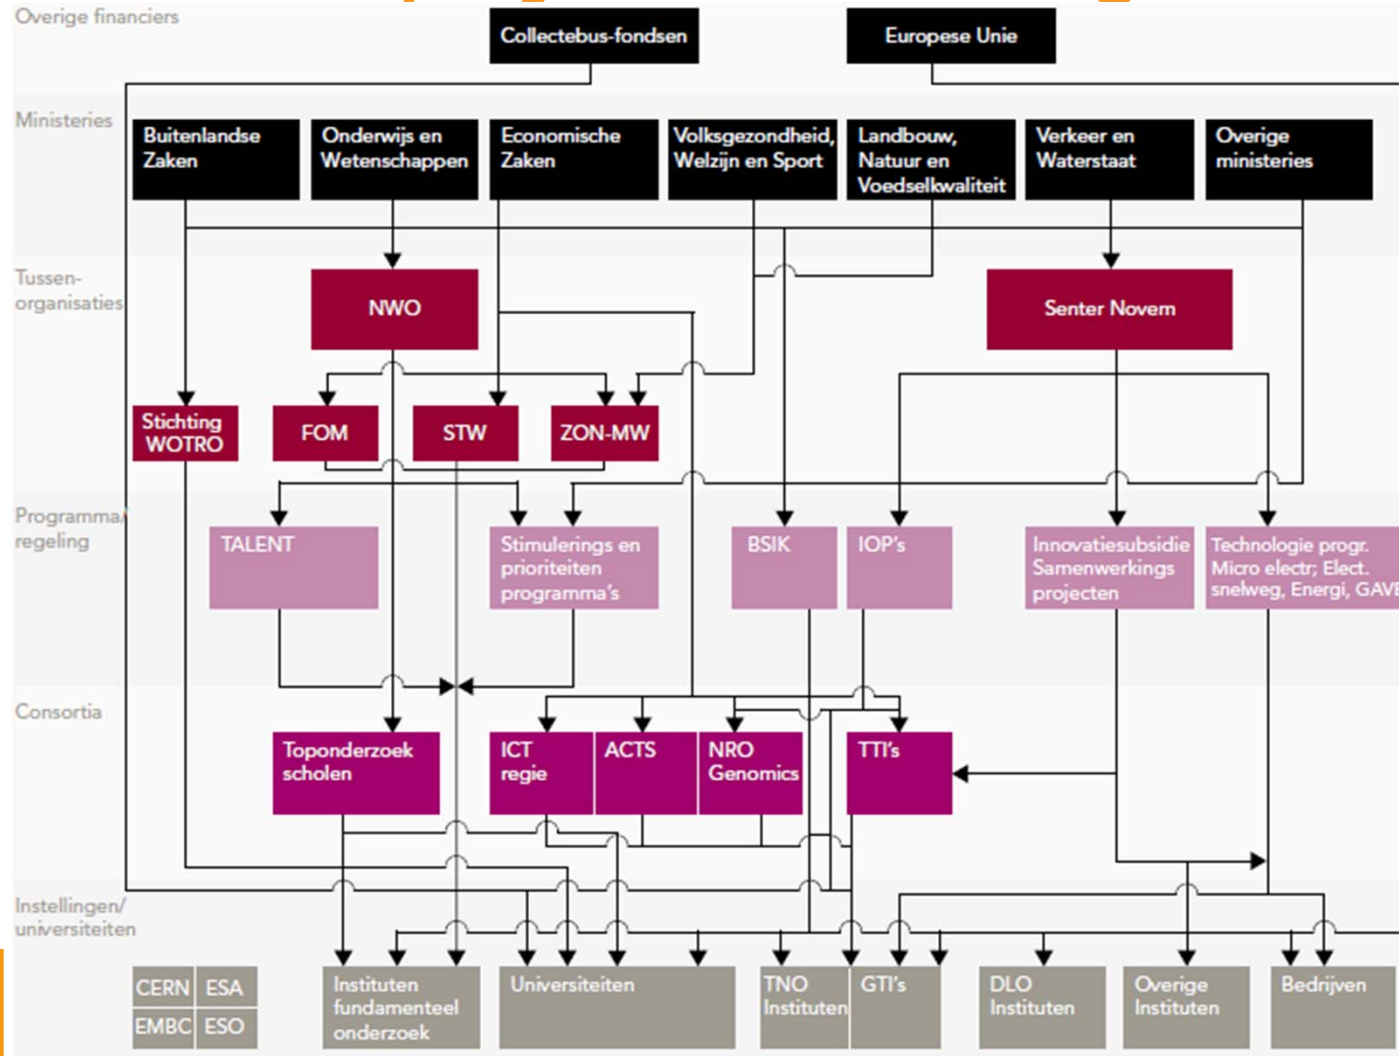 Overige financiers
Collectebus-fondsen
Europese Unie
Ministeries
Buitenlandse
Zaken
Onderwijs en
Wetenschappen
Economische
Zaken
Volksgezondheid,
Welzijn en Sport
Landbouw,
Natuur en
Voedselkwaliteit
Verkeer en
Waterstaat
Overige
ministeries
Tussen-
organisaties
NWO
Senter Novem
Stichting
WOTRO
FOM
STW
ZON-MW
Programma/
regeling
TALENT
Stimulerings en
prioriteiten
programma's
BSIK
IOP's
Innovatiesubsidie
Samenwerkings
projecten
Technologie progr.
Micro electr; Elect.
snelweg, Energi, GAVE
Consortia
Toponderzoek
scholen
ICT
regie
ACTS
NRO
Genomics
TTI's
Instellingen/
universiteiten
CERN
ESA
EMBC
ESO
Instituten
fundamenteel
onderzoek
Universiteiten
TNO
Instituten
GTI's
DLO
Instituten
Overige
Instituten
Bedrijven